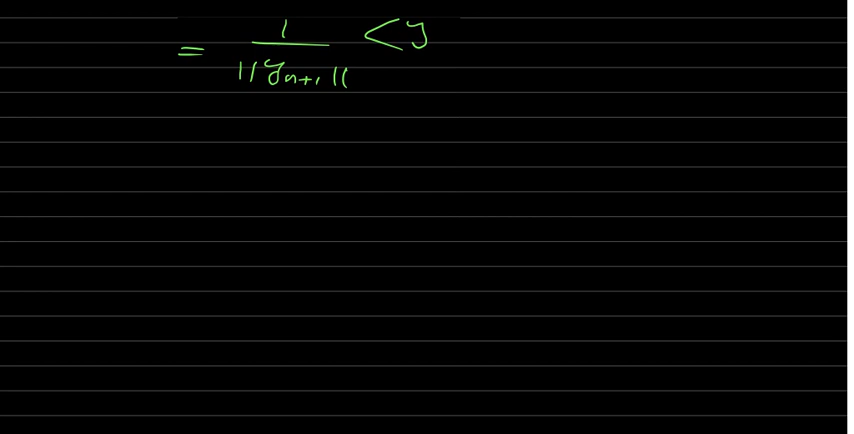 = 1 / ||y_{n+1}|| < y